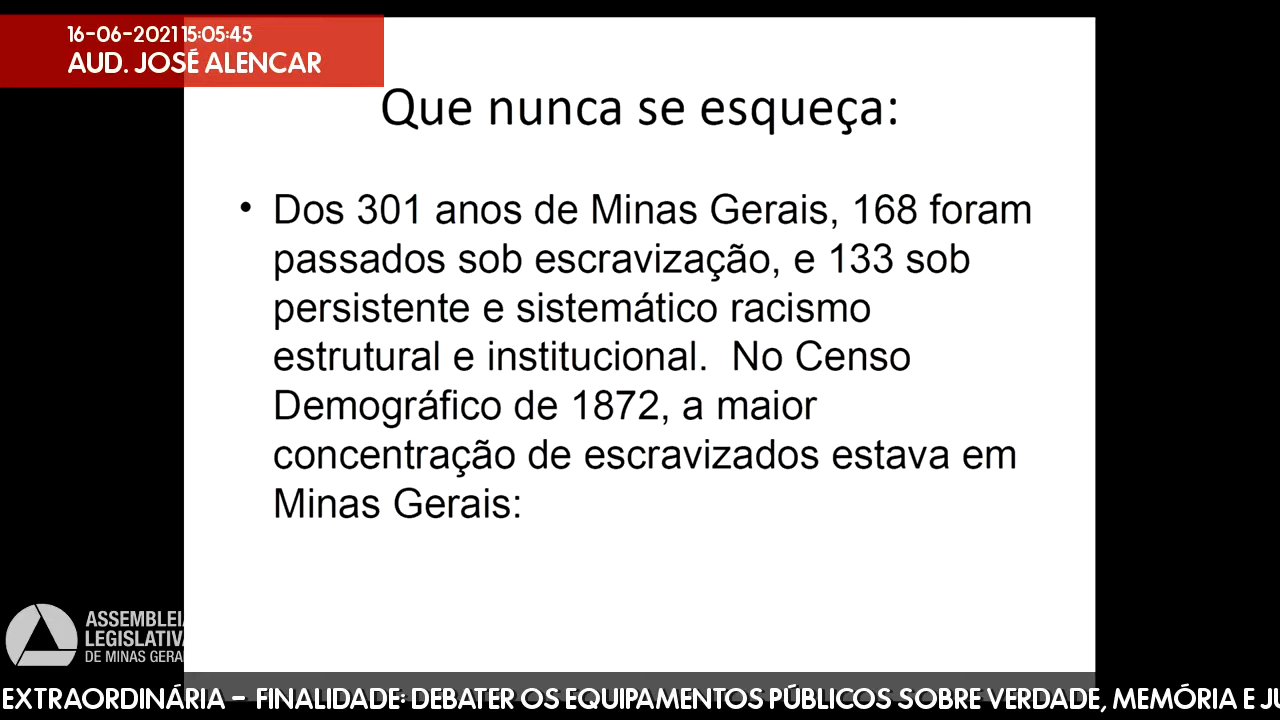 16-06-2021 15:05:45
AUD. JOSÉ ALENCAR
Que nunca se esqueça:
• Dos 301 anos de Minas Gerais, 168 foram
passados sob escravização, e 133 sob
persistente e sistemático racismo
estrutural e institucional.  No Censo
Demográfico de 1872, a maior
concentração de escravizados estava em
Minas Gerais:
ASSEMBLEIA
LEGISLATIVA
DE MINAS GERAI
EXTRAORDINÁRIA - FINALIDADE: DEBATER OS EQUIPAMENTOS PÚBLICOS SOBRE VERDADE, MEMÓRIA E JU